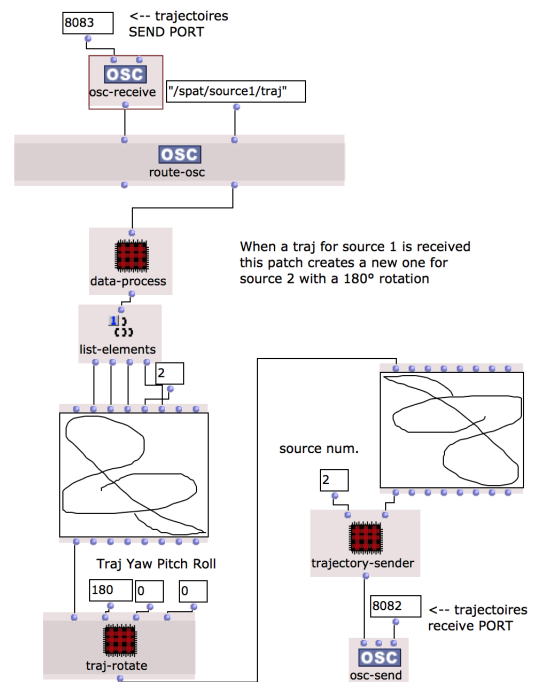 8083
<-- trajectoires
SEND PORT
OSC
osc-receive
"/spat/source1/traj"
OSC
route-osc
data-process
When a traj for source 1 is received
this patch creates a new one for
source 2 with a 180° rotation
1
list-elements
2
source num.
2
trajectory-sender
Traj Yaw Pitch Roll
180
0
0
traj-rotate
8082
<-- trajectoires
receive PORT
OSC
osc-send